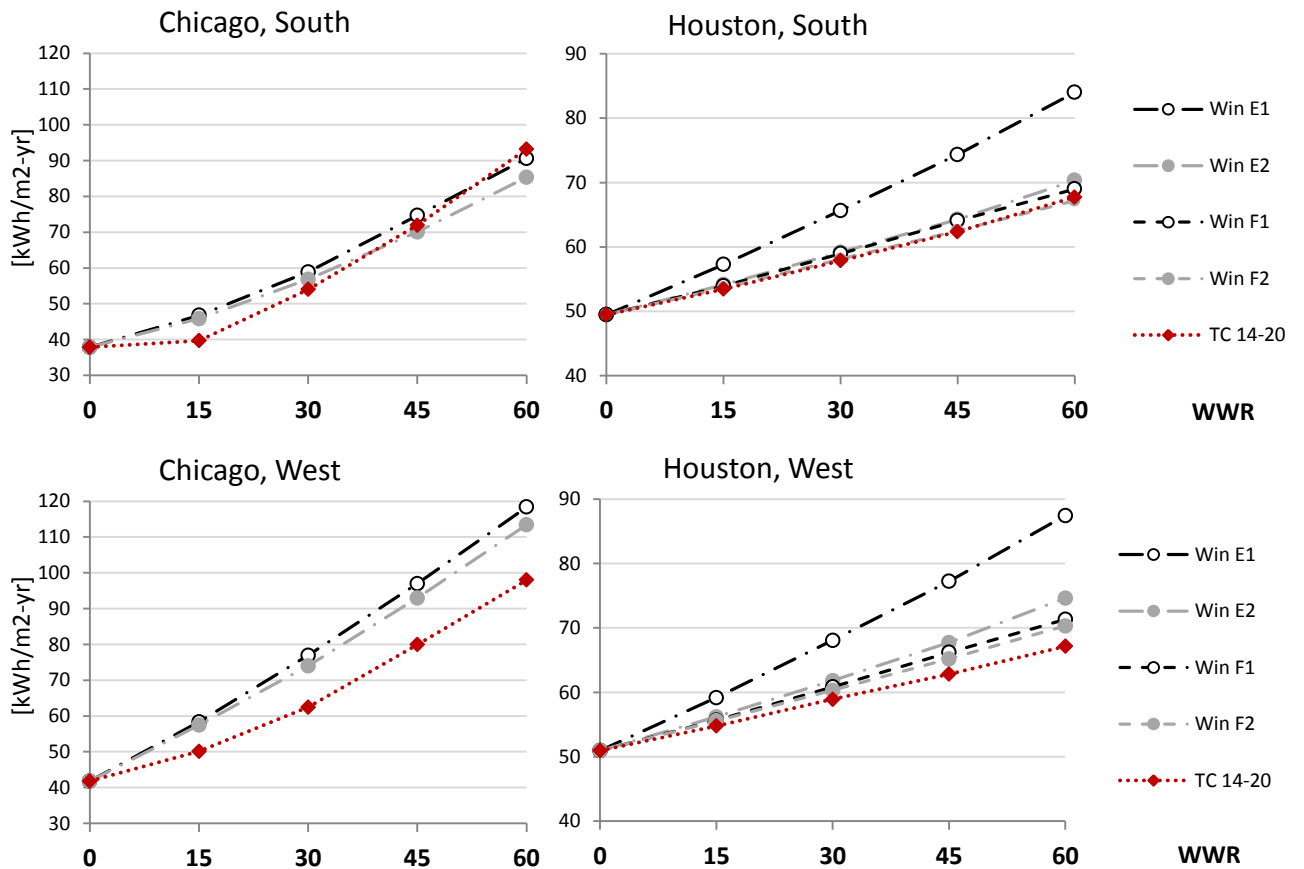 Chicago, South
[kWh/m2-yr]
120
110
100
90
80
70
60
50
40
30
0 15 30 45 60
Houston, South
90
80
70
60
50
40
0 15 30 45 60
WWR
Win E1
Win E2
Win F1
Win F2
TC 14-20
Chicago, West
[kWh/m2-yr]
120
110
100
90
80
70
60
50
40
30
0 15 30 45 60
Houston, West
90
80
70
60
50
40
0 15 30 45 60
WWR
Win E1
Win E2
Win F1
Win F2
TC 14-20